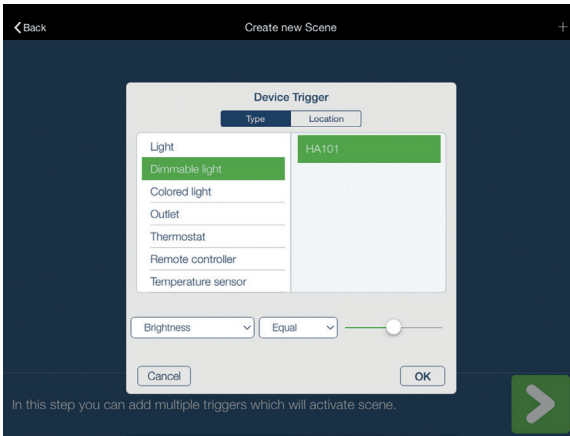 Back
Create new Scene
+
Device Trigger
Type
Location
Light
Dimmable light
Colored light
Outlet
Thermostat
Remote controller
Temperature sensor
HA101
Brightness
Equal
Cancel
OK
In this step you can add multiple triggers which will activate scene.